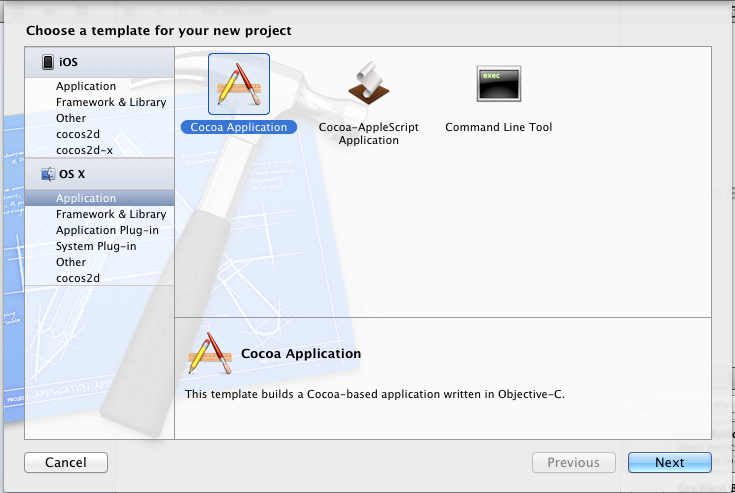 Choose a template for your new project
iOS
Application
Framework & Library
Other
cocos2d
cocos2d-x
OS X
Application
Framework & Library
Application Plug-in
System Plug-in
Other
cocos2d
Cocoa Application
Cocoa-AppleScript
Application
exec
Command Line Tool
Cocoa Application
This template builds a Cocoa-based application written in Objective-C.
Cancel
Previous
Next